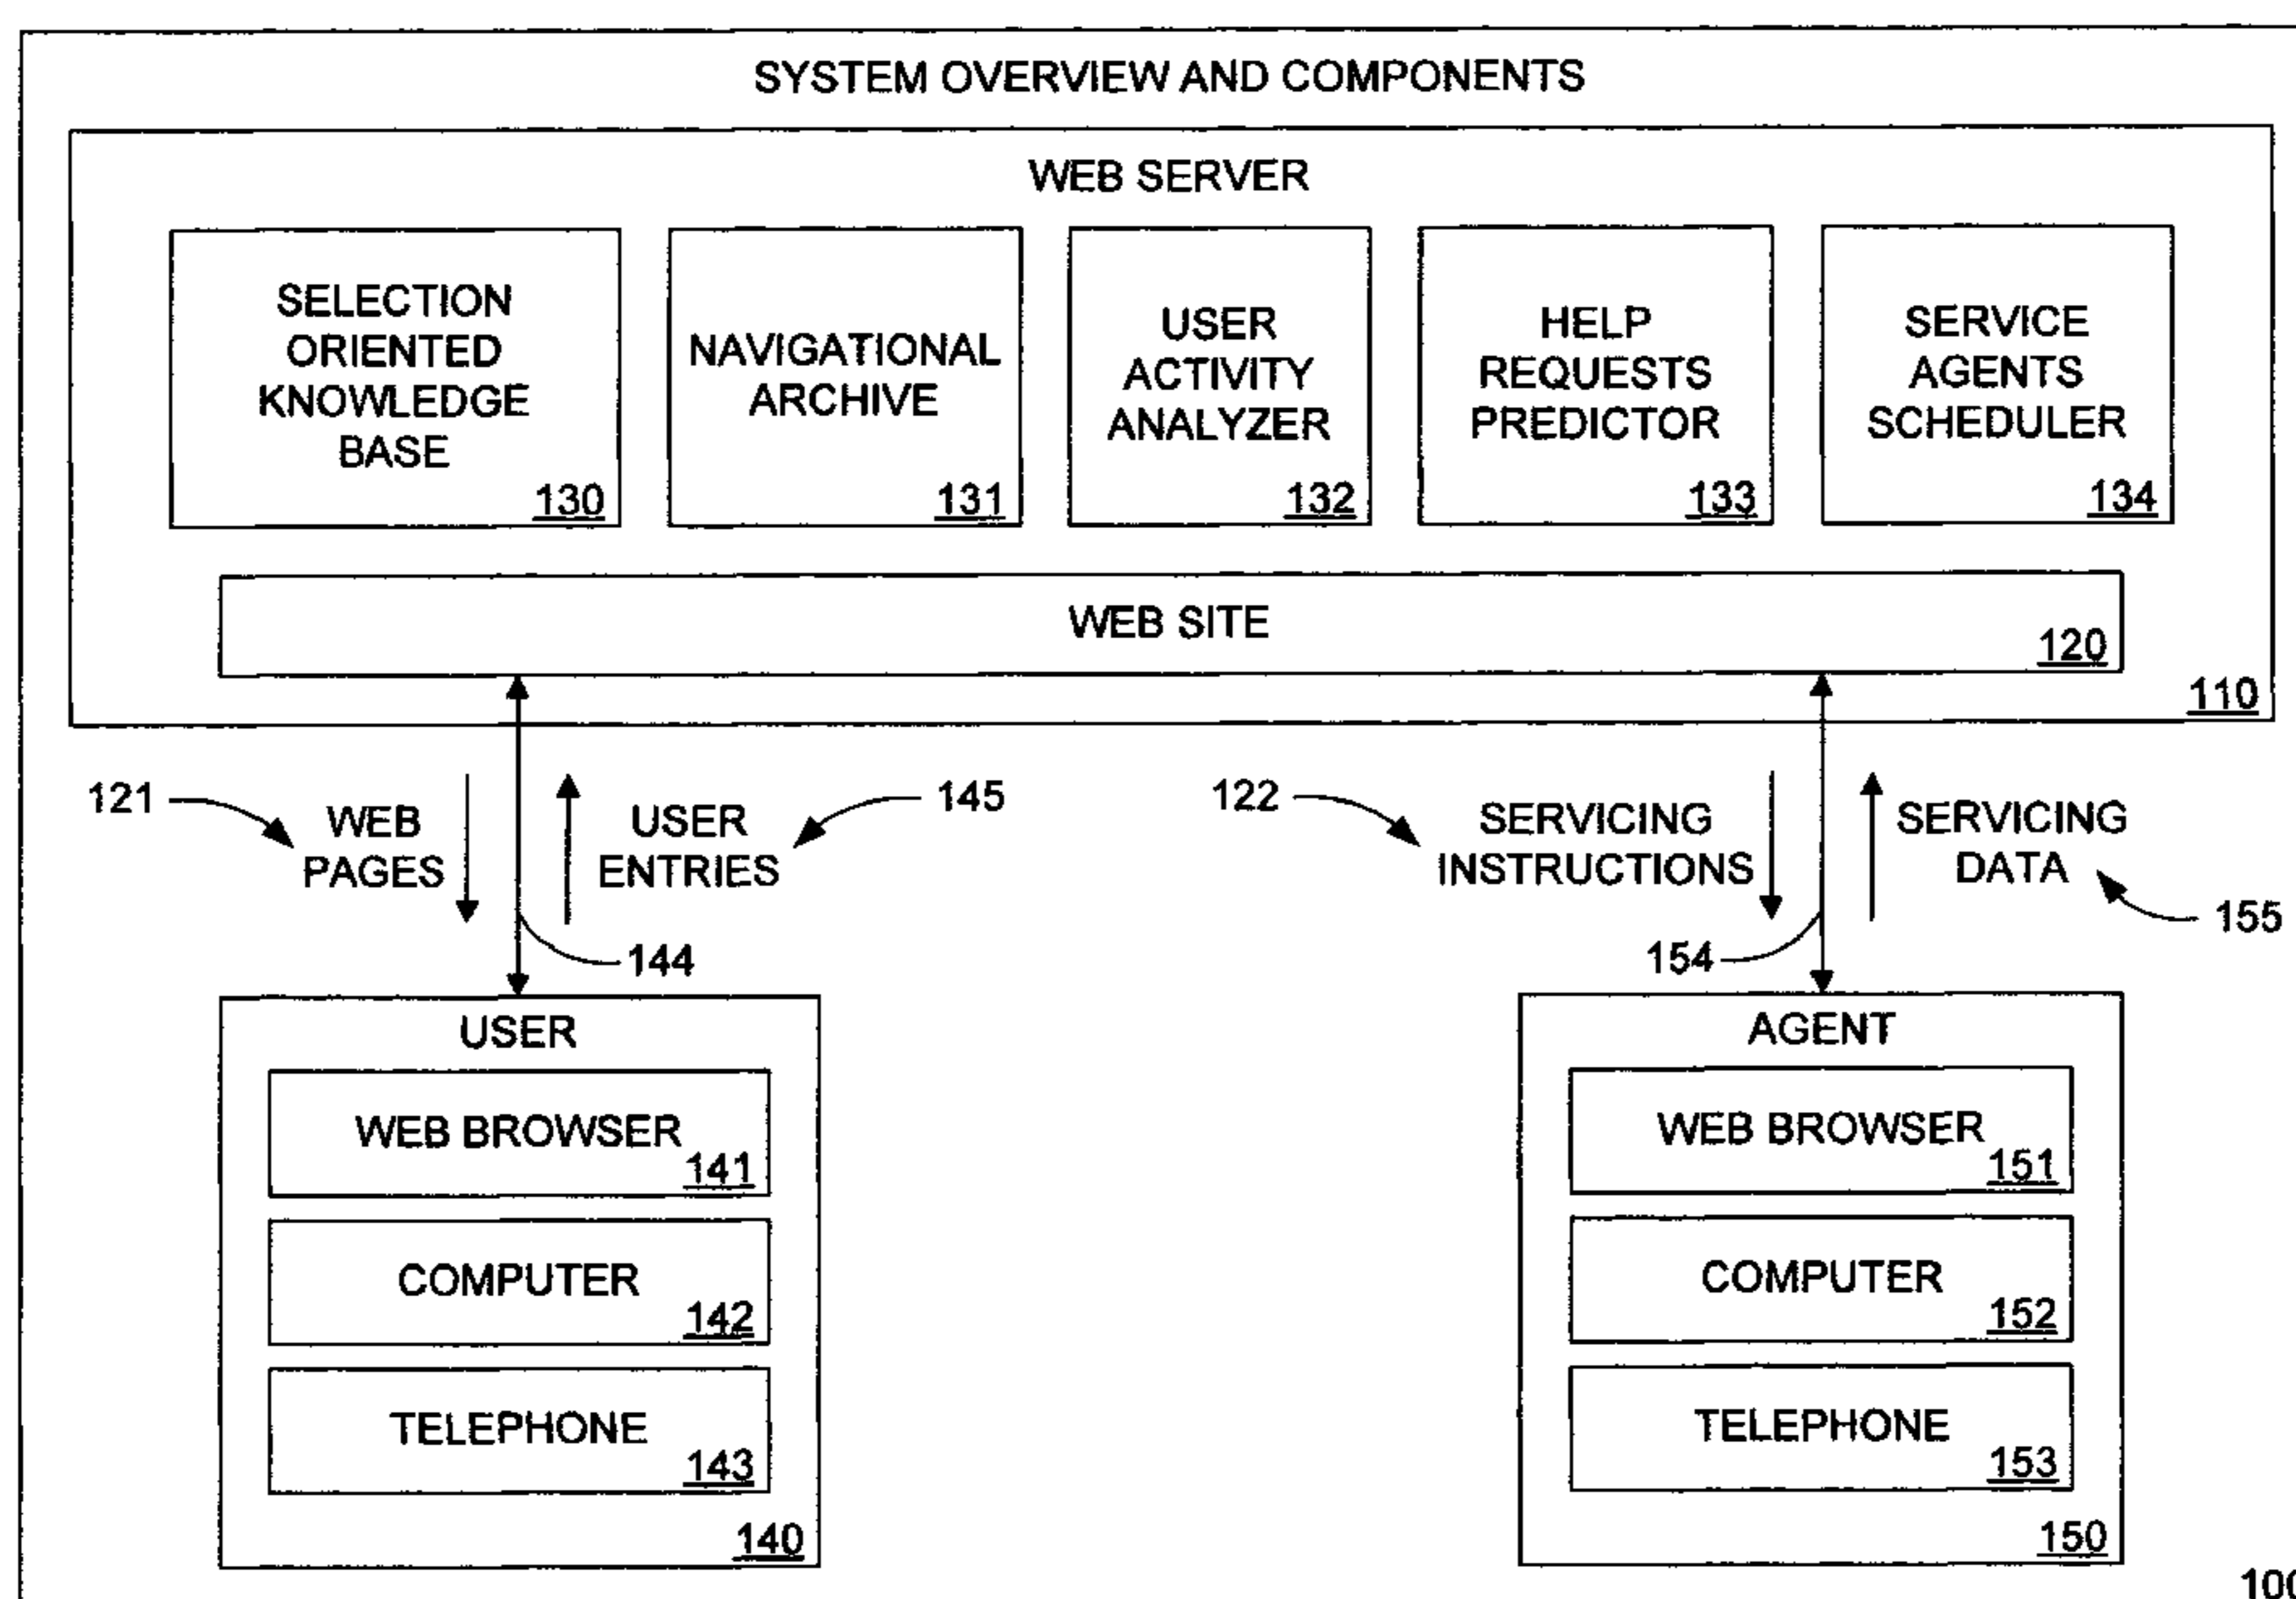 SYSTEM OVERVIEW AND COMPONENTS
WEB SERVER
SELECTION
ORIENTED
KNOWLEDGE
BASE
130
NAVIGATIONAL
ARCHIVE
131
USER
ACTIVITY
ANALYZER
132
HELP
REQUESTS
PREDICTOR
133
SERVICE
AGENTS
SCHEDULER
134
WEB SITE
120
110
121
WEB
PAGES
USER
ENTRIES
145
144
122
SERVICING
INSTRUCTIONS
SERVICING
DATA
155
154
USER
WEB BROWSER
141
COMPUTER
142
TELEPHONE
143
140
AGENT
WEB BROWSER
151
COMPUTER
152
TELEPHONE
153
150
100